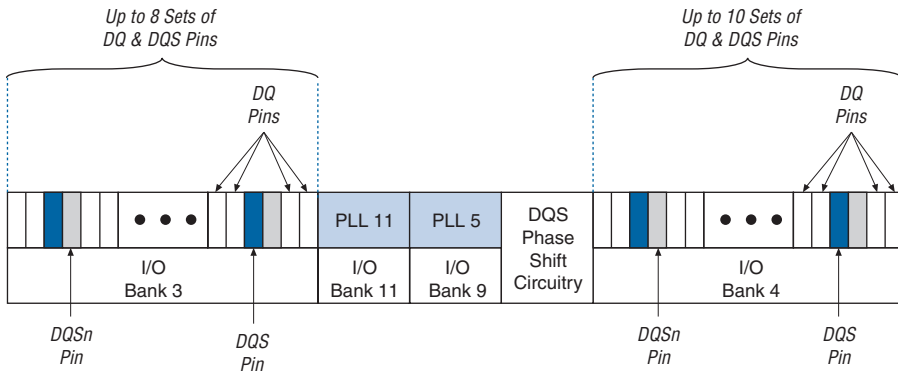 Up to 8 Sets of
DQ & DQS Pins
Up to 10 Sets of
DQ & DQS Pins
DQ
Pins
DQ
Pins
PLL 11
PLL 5
DQS
Phase
Shift
Circuitry
I/O
Bank 3
I/O
Bank 11
I/O
Bank 9
I/O
Bank 4
DQSn
Pin
DQS
Pin
DQSn
Pin
DQS
Pin